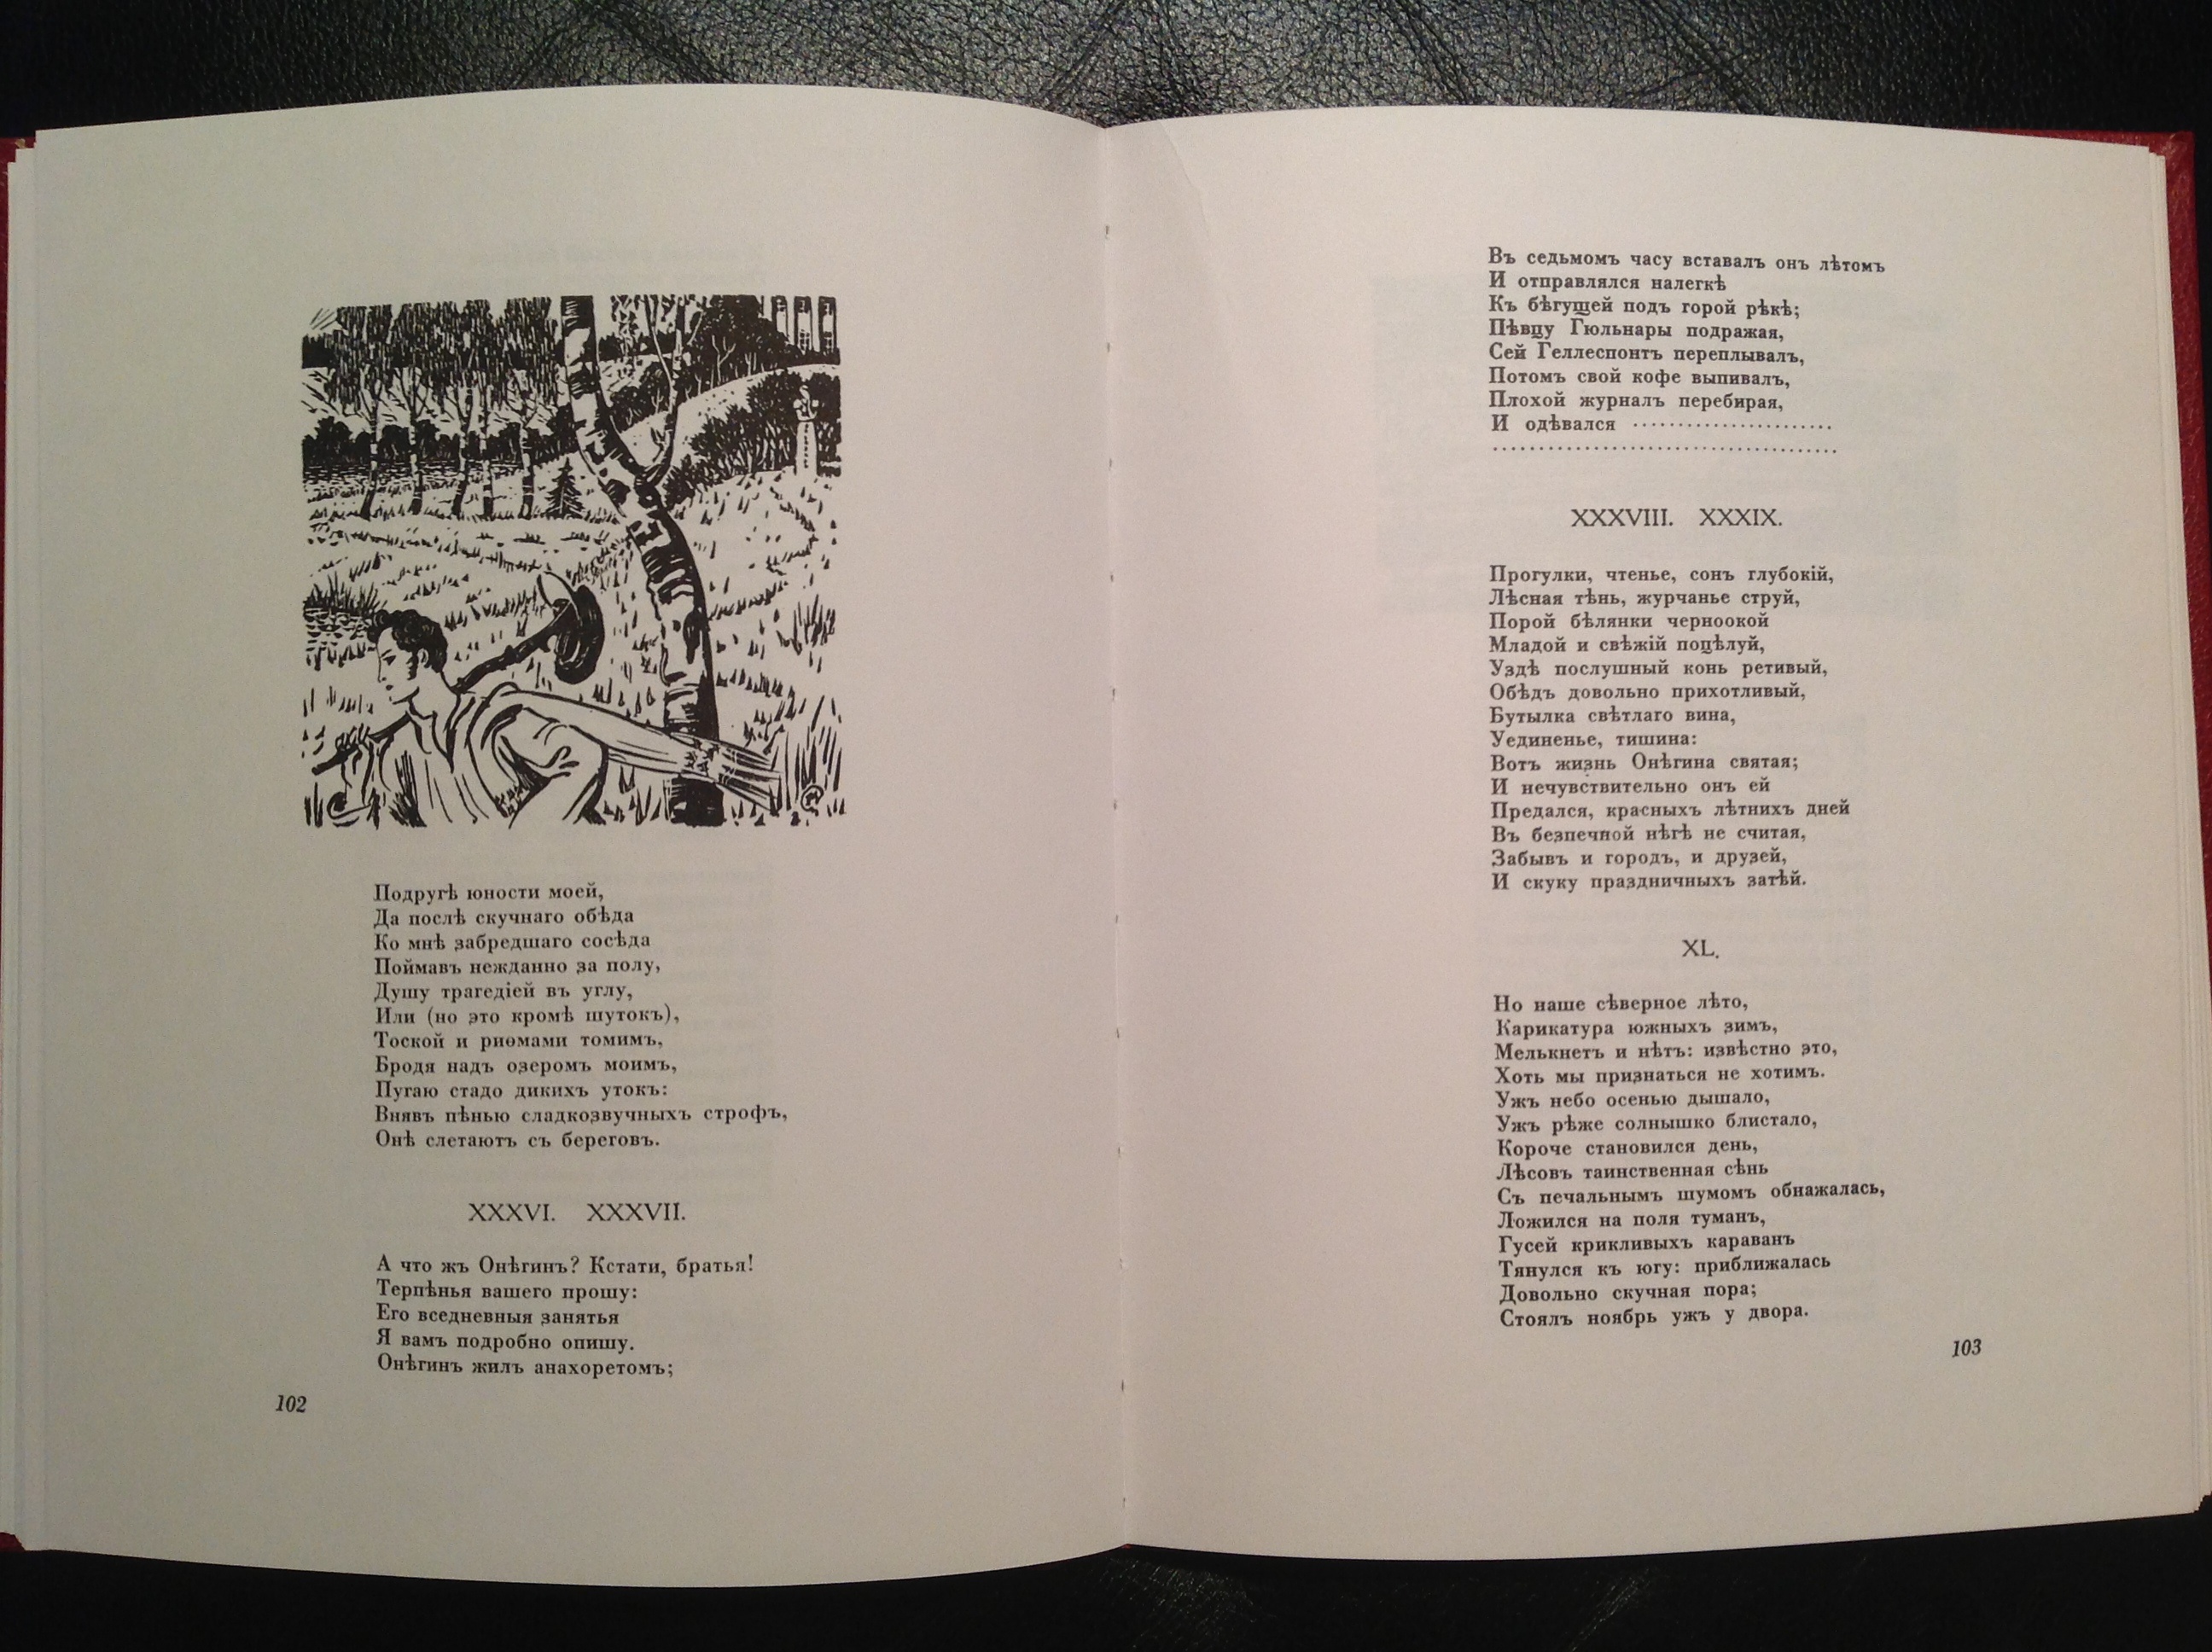 Подругѣ юности моей,
Да послѣ скучнаго обѣда
Ко мнѣ забредшаго сосѣда
Поймавъ нежданно за полу,
Душу трагедіей въ углу,
Или (но это кромѣ шутокъ),
Тоской и риѳмами томимъ,
Бродя надъ озеромъ моимъ,
Пугаю стадо дикихъ утокъ:
Внявъ пѣнью сладкозвучныхъ строфъ,
Онѣ слетаютъ съ береговъ.
XXXVI. XXXVII.
А что жъ Онѣгинъ? Кстати, братья!
Терпѣнья вашего прошу:
Его вседневныя занятья
Я вамъ подробно опишу.
Онѣгинъ жилъ анахоретомъ;
102
Въ седьмомъ часу вставалъ онъ лѣтомъ
И отправлялся налегкѣ
Къ бѣгущей подъ горой рѣкѣ;
Пѣвцу Гюльнары подражая,
Сей Геллеспонтъ переплывалъ,
Потомъ свой кофе выпивалъ,
Плохой журналъ перебирая,
И одѣвался ......................
......................................
XXXVIII. XXXIX.
Прогулки, чтенье, сонъ глубокій,
Лѣсная тѣнь, журчанье струй,
Порой бѣлянки черноокой
Младой и свѣжій поцѣлуй,
Уздѣ послушный конь ретивый,
Обѣдъ довольно прихотливый,
Бутылка свѣтлаго вина,
Уединенье, тишина:
Вотъ жизнь Онѣгина святая;
И нечувствительно онъ ей
Предался, красныхъ лѣтнихъ дней
Въ безпечной нѣгѣ не считая,
Забывъ и городъ, и друзей,
И скуку праздничныхъ затѣй.
XL.
Но наше сѣверное лѣто,
Карикатура южныхъ зимъ,
Мелькнетъ и нѣтъ: извѣстно это,
Хоть мы признаться не хотимъ.
Ужъ небо осенью дышало,
Ужъ рѣже солнышко блистало,
Короче становился день,
Лѣсовъ таинственная сѣнь
Съ печальнымъ шумомъ обнажалась,
Ложился на поля туманъ,
Гусей крикливыхъ караванъ
Тянулся къ югу: приближалась
Довольно скучная пора;
Стоялъ ноябрь ужъ у двора.
103